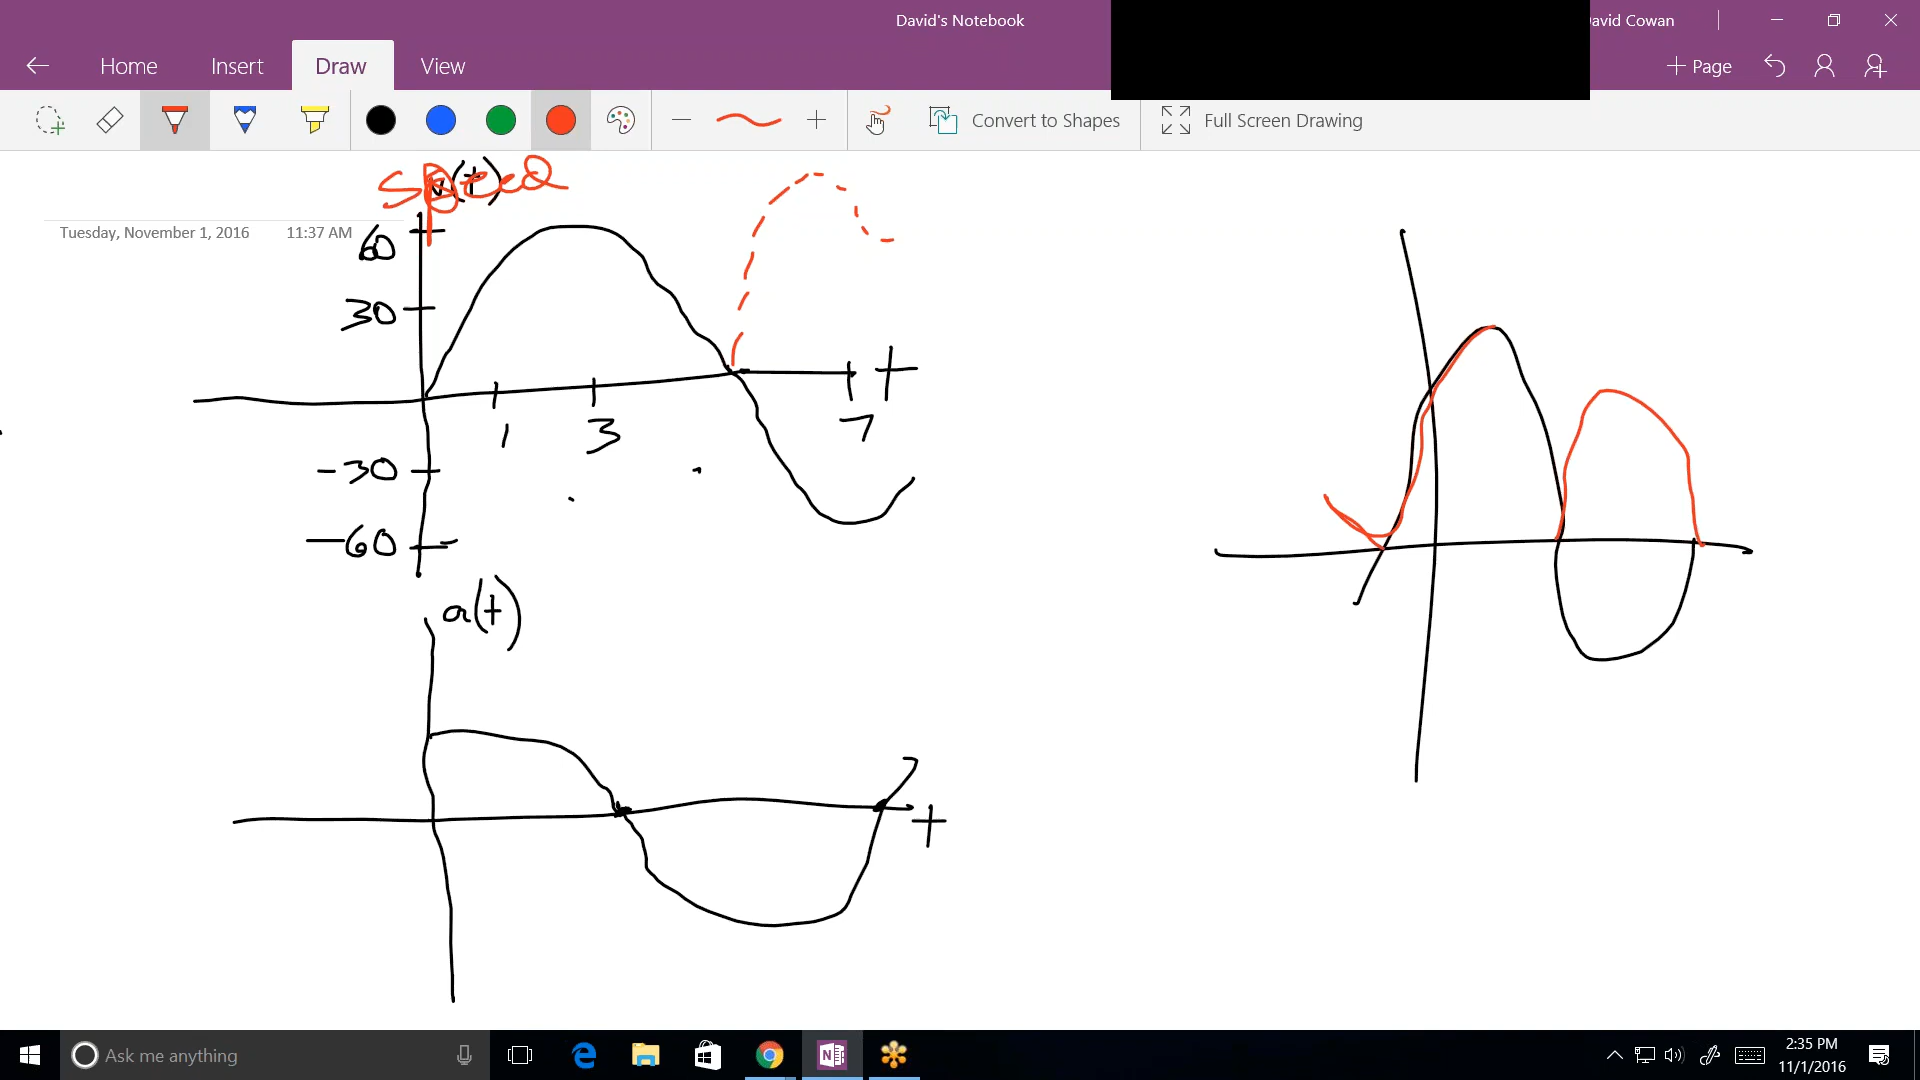 David's Notebook
avid Cowan
Home Insert Draw View
Page
Convert to Shapes
Full Screen Drawing
speed
(t)
Tuesday, November 1, 2016 11:37 AM
60
30
t
1 3 7
-30
-60
a(t)
7
t
Ask me anything
2:35 PM
11/1/2016